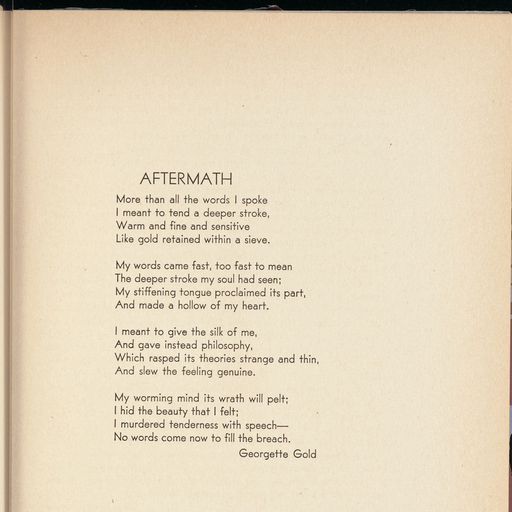 AFTERMATH
More than all the words I spoke
I meant to tend a deeper stroke,
Warm and fine and sensitive
Like gold retained within a sieve.
My words came fast, too fast to mean
The deeper stroke my soul had seen;
My stiffening tongue proclaimed its part,
And made a hollow of my heart.
I meant to give the silk of me,
And gave instead philosophy,
Which rasped its theories strange and thin,
And slew the feeling genuine.
My worming mind its wrath will pelt;
I hid the beauty that I felt;
I murdered tenderness with speech—
No words come now to fill the breach.
Georgette Gold